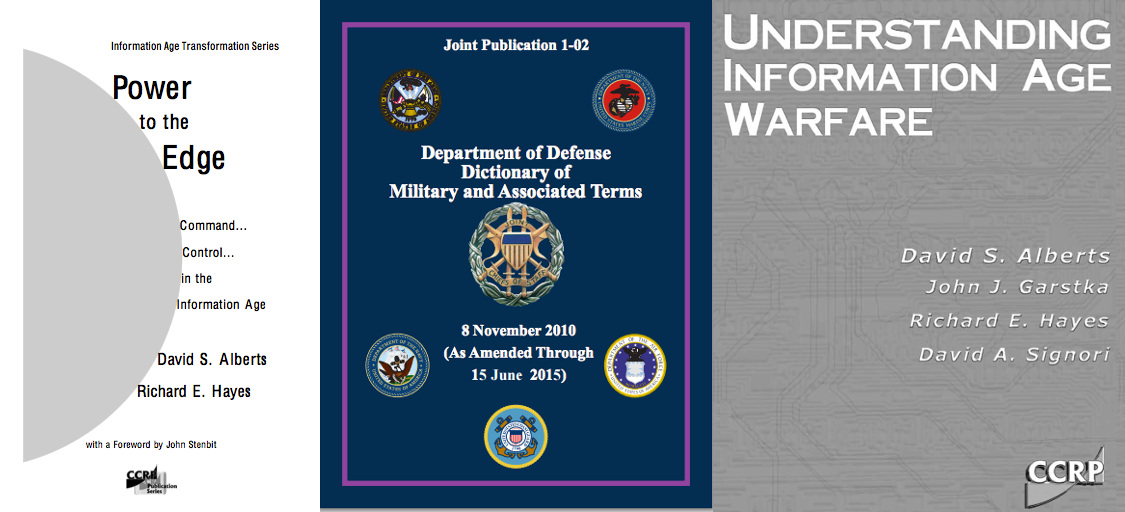 Information Age Transformation Series
Power
to the
Edge
Command...
Control...
in the
Information Age
David S. Alberts
Richard E. Hayes
with a Foreword by John Stenbit
CCRP
Publication
Series
Joint Publication 1-02
Department of Defense
Dictionary of
Military and Associated Terms
8 November 2010
(As Amended Through
15 June 2015)
UNDERSTANDING
INFORMATION AGE
WARFARE
David S. Alberts
John J. Garstka
Richard E. Hayes
David A. Signori
CCRP